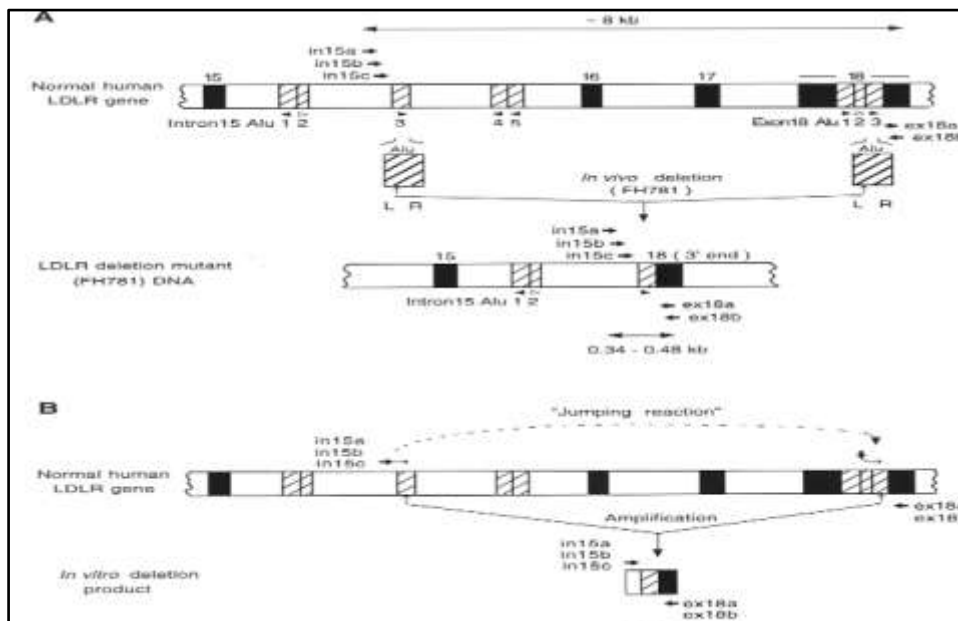 A
~ 8 kb
in15a
in15b
in15c
15
16
17
18
Normal human
LDLR gene
Intron15 Alu 1 2
3
4 5
Exon18 Alu 1 2 3
ex18a
Alu
Alu
In vivo deletion
(FH781)
L R
L R
in15a
in15b
in15c
15
18 (3' end)
LDLR deletion mutant
(FH781) DNA
Intron15 Alu 1 2
ex18a
ex18b
0.34 - 0.48 kb
B
"Jumping reaction"
in15a
in15b
in15c
Normal human
LDLR gene
ex18
Amplification
in15a
in15b
in15c
In vitro deletion
product
ex18a
ex18b